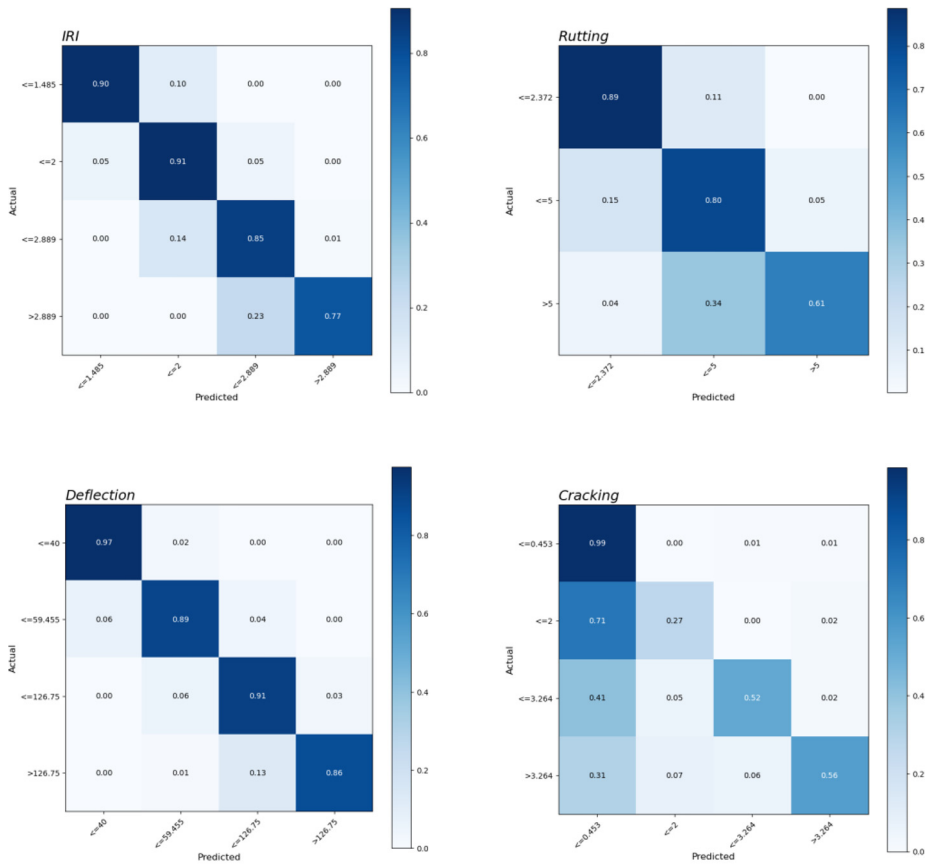 IRI
<=1.485 0.90 0.10 0.00 0.00
<=2 0.05 0.91 0.05 0.00
<=2.889 0.00 0.14 0.85 0.01
>2.889 0.00 0.00 0.23 0.77
Actual
<=1.485 <=2 <=2.889 >2.889
Predicted
0.8
0.6
0.4
0.2
0.0
Rutting
<=2.372 0.89 0.11 0.00
<=5 0.15 0.80 0.05
>5 0.04 0.34 0.61
Actual
<=2.372 <=5 >5
Predicted
0.8
0.7
0.6
0.5
0.4
0.3
0.2
0.1
Deflection
<=40 0.97 0.02 0.00 0.00
<=59.455 0.06 0.89 0.04 0.00
<=126.75 0.00 0.06 0.91 0.03
>126.75 0.00 0.01 0.13 0.86
Actual
<=40 <=59.455 <=126.75 >126.75
Predicted
0.8
0.6
0.4
0.2
0.0
Cracking
<=0.453 0.99 0.00 0.01 0.01
<=2 0.71 0.27 0.00 0.02
<=3.264 0.41 0.05 0.52 0.02
>3.264 0.31 0.07 0.06 0.56
Actual
<=0.453 <=2 <=3.264 >3.264
Predicted
0.8
0.6
0.4
0.2
0.0